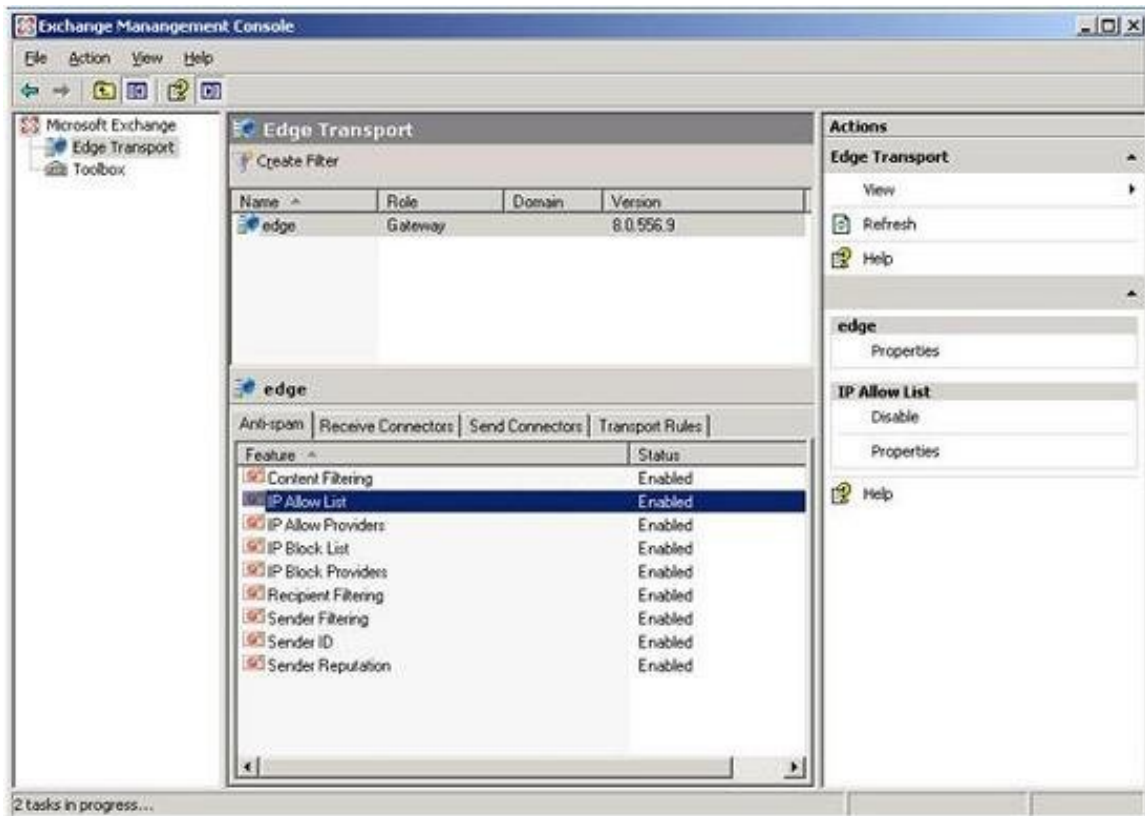 Exchange Manangement Console
File Action View Help
Microsoft Exchange
Edge Transport
Toolbox
Edge Transport
Create Filter
Name Role Domain Version
edge Gateway 8.0.556.9
edge
Anti-spam Receive Connectors Send Connectors Transport Rules
Feature Status
Content Filtering Enabled
IP Allow List Enabled
IP Allow Providers Enabled
IP Block List Enabled
IP Block Providers Enabled
Recipient Filtering Enabled
Sender Filtering Enabled
Sender ID Enabled
Sender Reputation Enabled
Actions
Edge Transport
View
Refresh
Help
edge
Properties
IP Allow List
Disable
Properties
Help
2 tasks in progress...